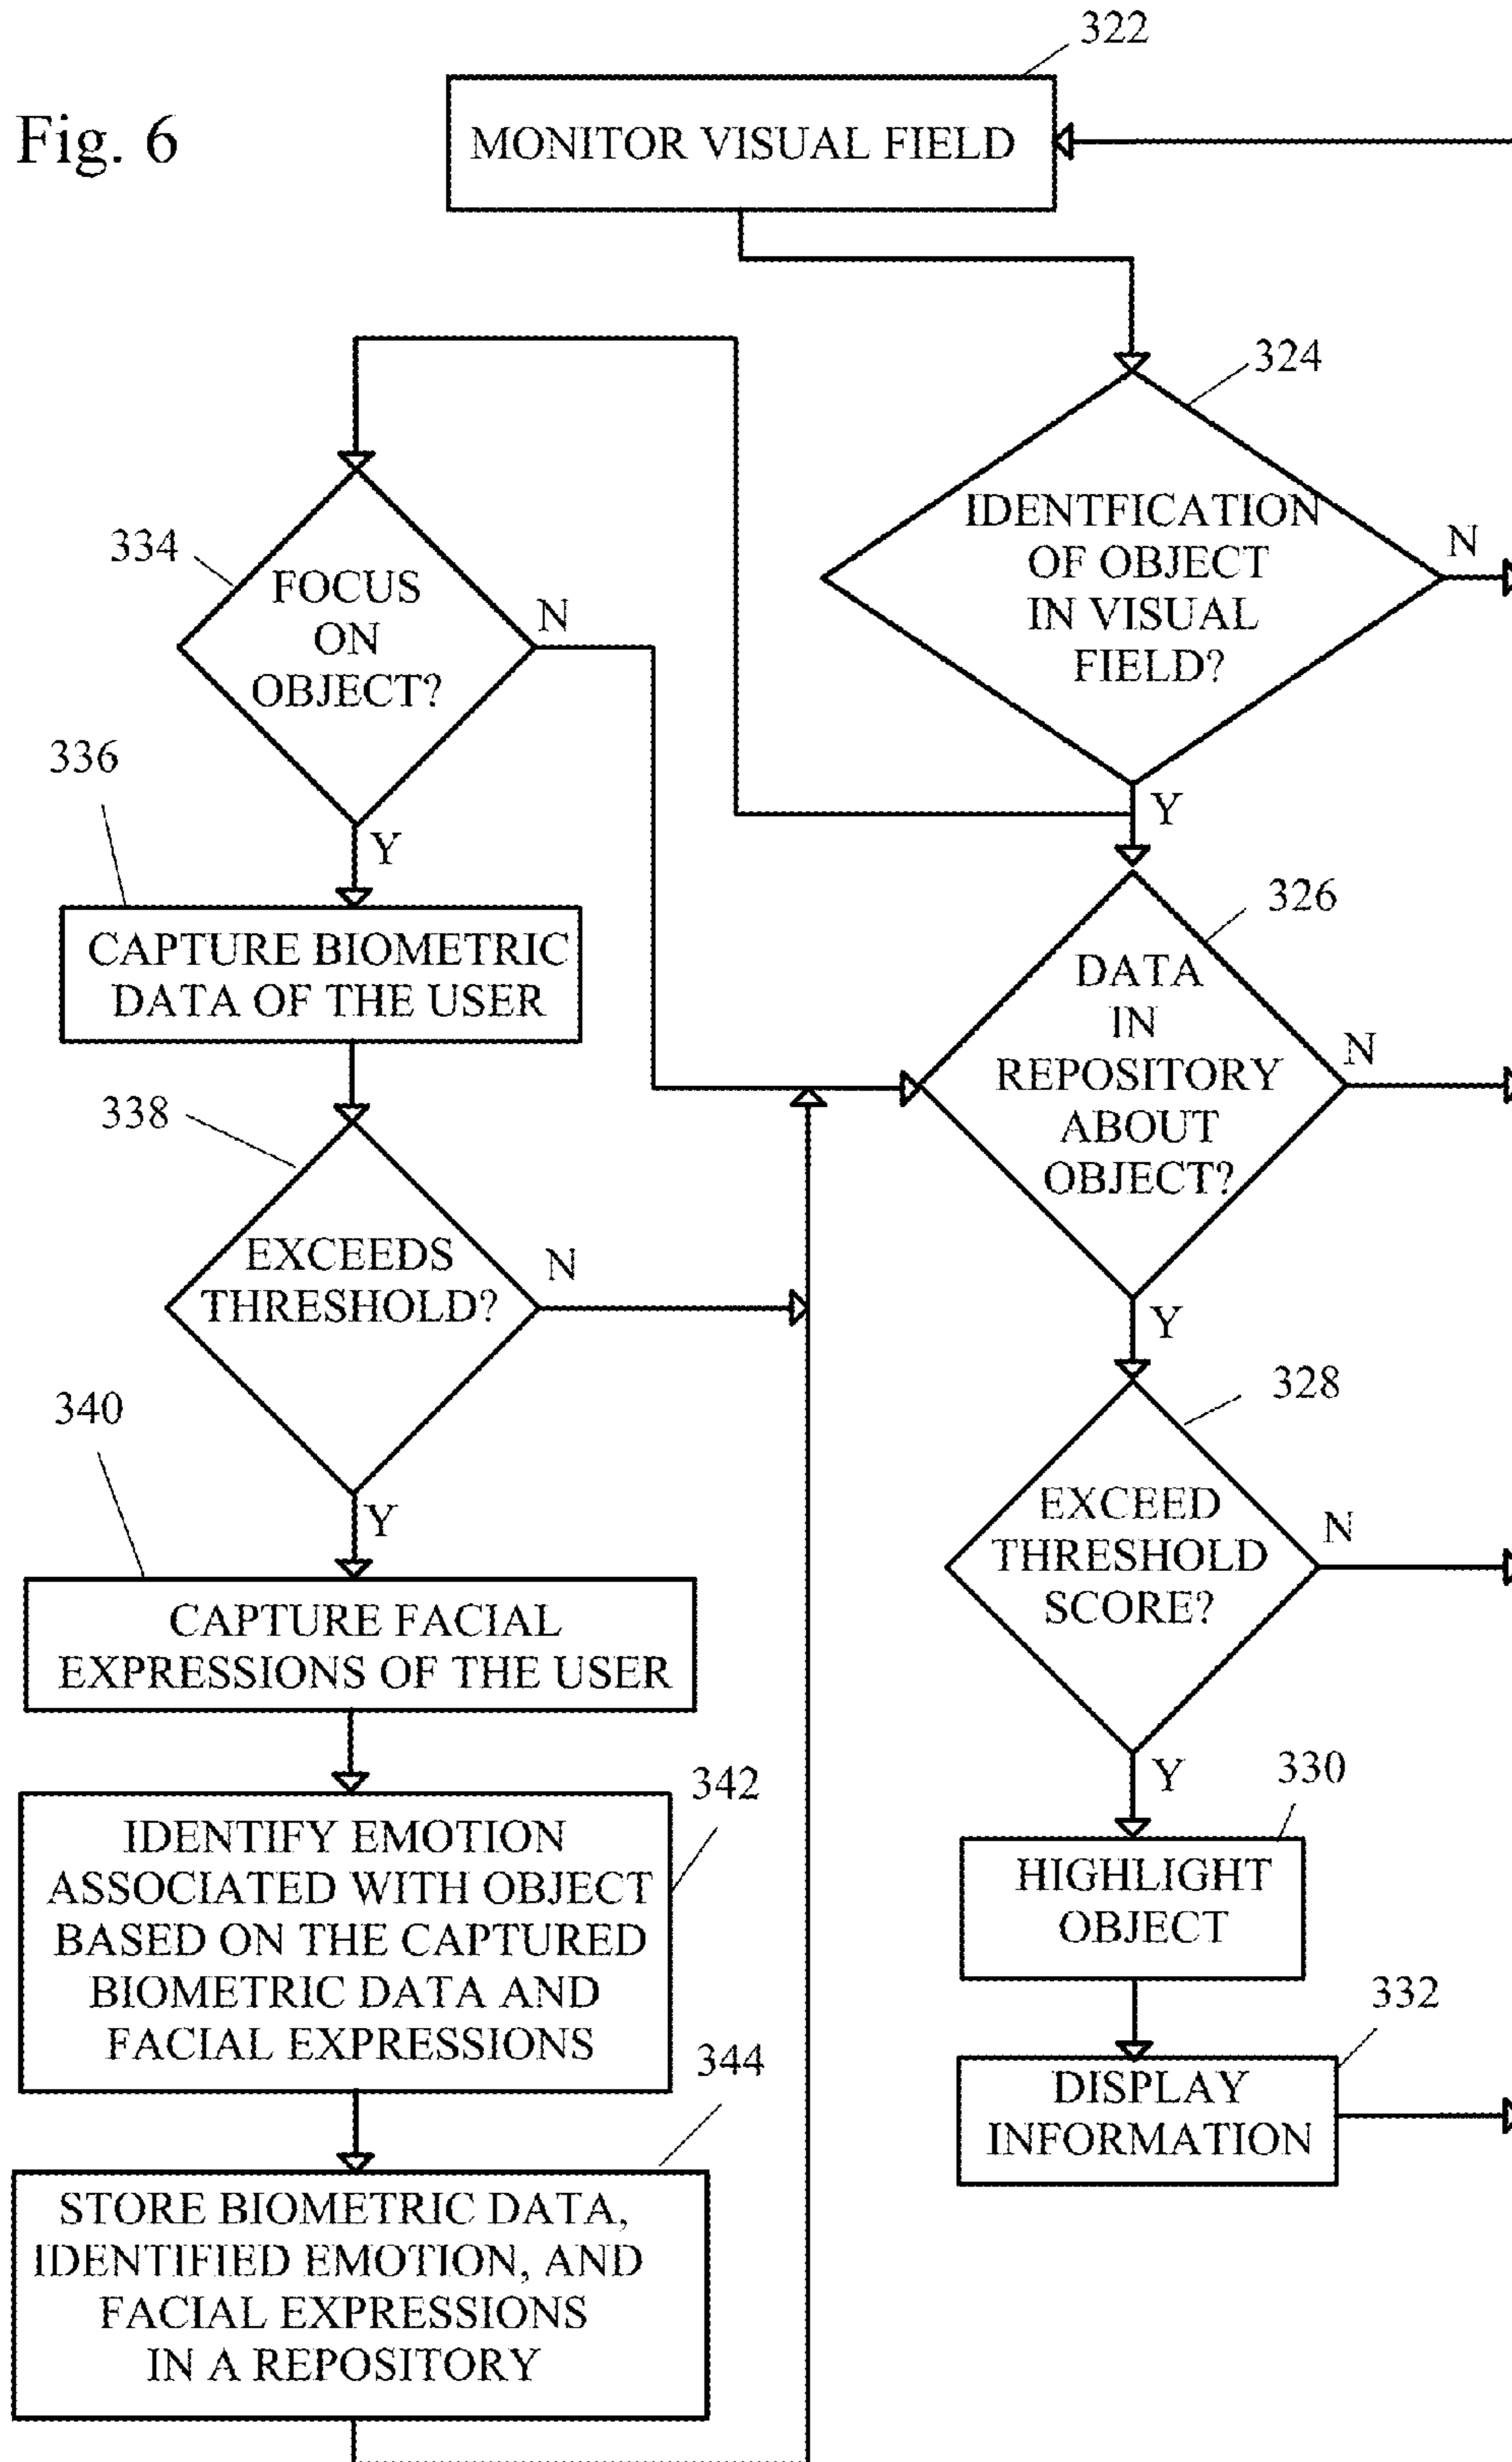 Fig. 6
322
MONITOR VISUAL FIELD
324
IDENTFICATION
OF OBJECT
IN VISUAL
FIELD?
N
Y
334
FOCUS
ON
OBJECT?
N
Y
336
CAPTURE BIOMETRIC
DATA OF THE USER
326
DATA
IN
REPOSITORY
ABOUT
OBJECT?
N
Y
338
EXCEEDS
THRESHOLD?
N
Y
328
EXCEED
THRESHOLD
SCORE?
N
Y
340
CAPTURE FACIAL
EXPRESSIONS OF THE USER
330
HIGHLIGHT
OBJECT
342
IDENTIFY EMOTION
ASSOCIATED WITH OBJECT
BASED ON THE CAPTURED
BIOMETRIC DATA AND
FACIAL EXPRESSIONS
332
DISPLAY
INFORMATION
344
STORE BIOMETRIC DATA,
IDENTIFIED EMOTION, AND
FACIAL EXPRESSIONS
IN A REPOSITORY